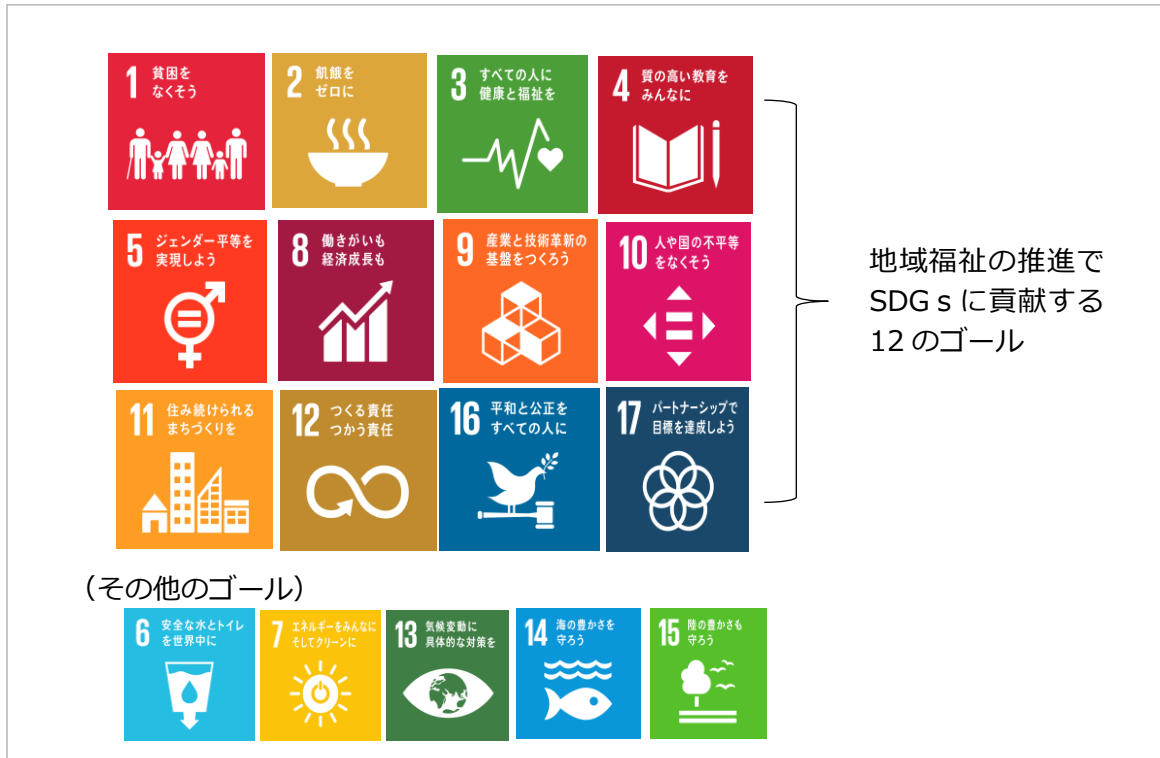 1 貧困を
なくそう
2 飢餓を
ゼロに
3 すべての人に
健康と福祉を
4 質の高い教育を
みんなに
5 ジェンダー平等を
実現しよう
8 働きがいも
経済成長も
9 産業と技術革新の
基盤をつくろう
10 人や国の不平等
をなくそう
11 住み続けられる
まちづくりを
12 つくる責任
つかう責任
16 平和と公正を
すべての人に
17 パートナーシップで
目標を達成しよう
地域福祉の推進で
SDGsに貢献する
12のゴール
（その他のゴール）
6 安全な水とトイレ
を世界中に
7 エネルギーをみんなに
そしてクリーンに
13 気候変動に
具体的な対策を
14 海の豊かさを
守ろう
15 陸の豊かさも
守ろう